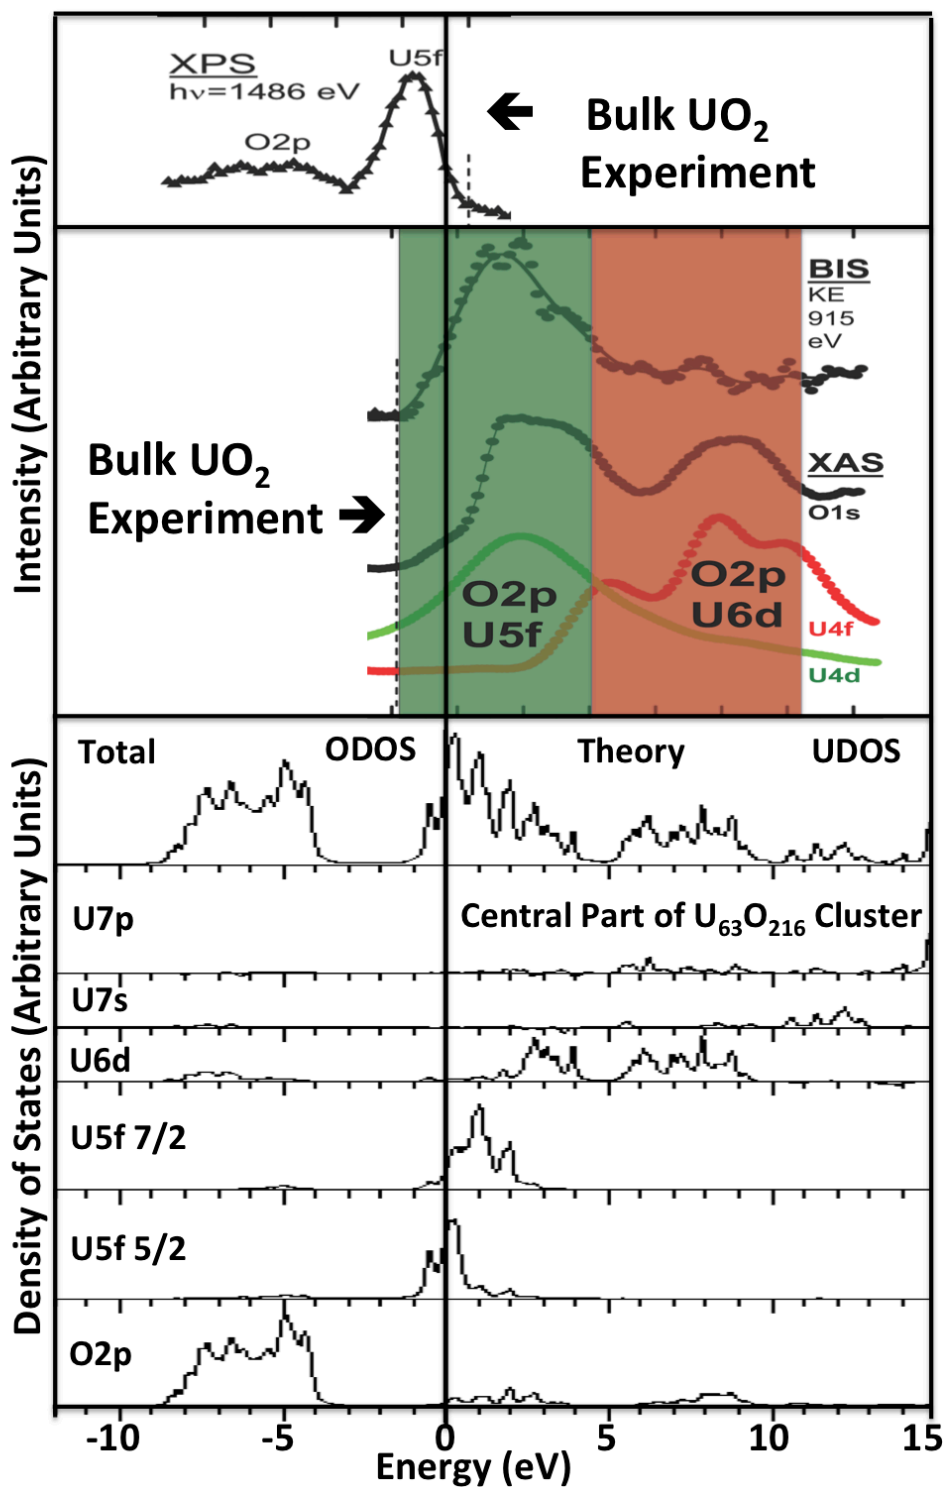 Intensity (Arbitrary Units)
XPS
hν=1486 eV
U5f
O2p
← Bulk UO₂
Experiment
BIS
KE
915
eV
Bulk UO₂
Experiment →
XAS
O1s
O2p
U5f
O2p
U6d
U4f
U4d
Density of States (Arbitrary Units)
Total ODOS Theory UDOS
U7p
Central Part of U₆₃O₂₁₆ Cluster
U7s
U6d
U5f 7/2
U5f 5/2
O2p
-10 -5 0 5 10 15
Energy (eV)